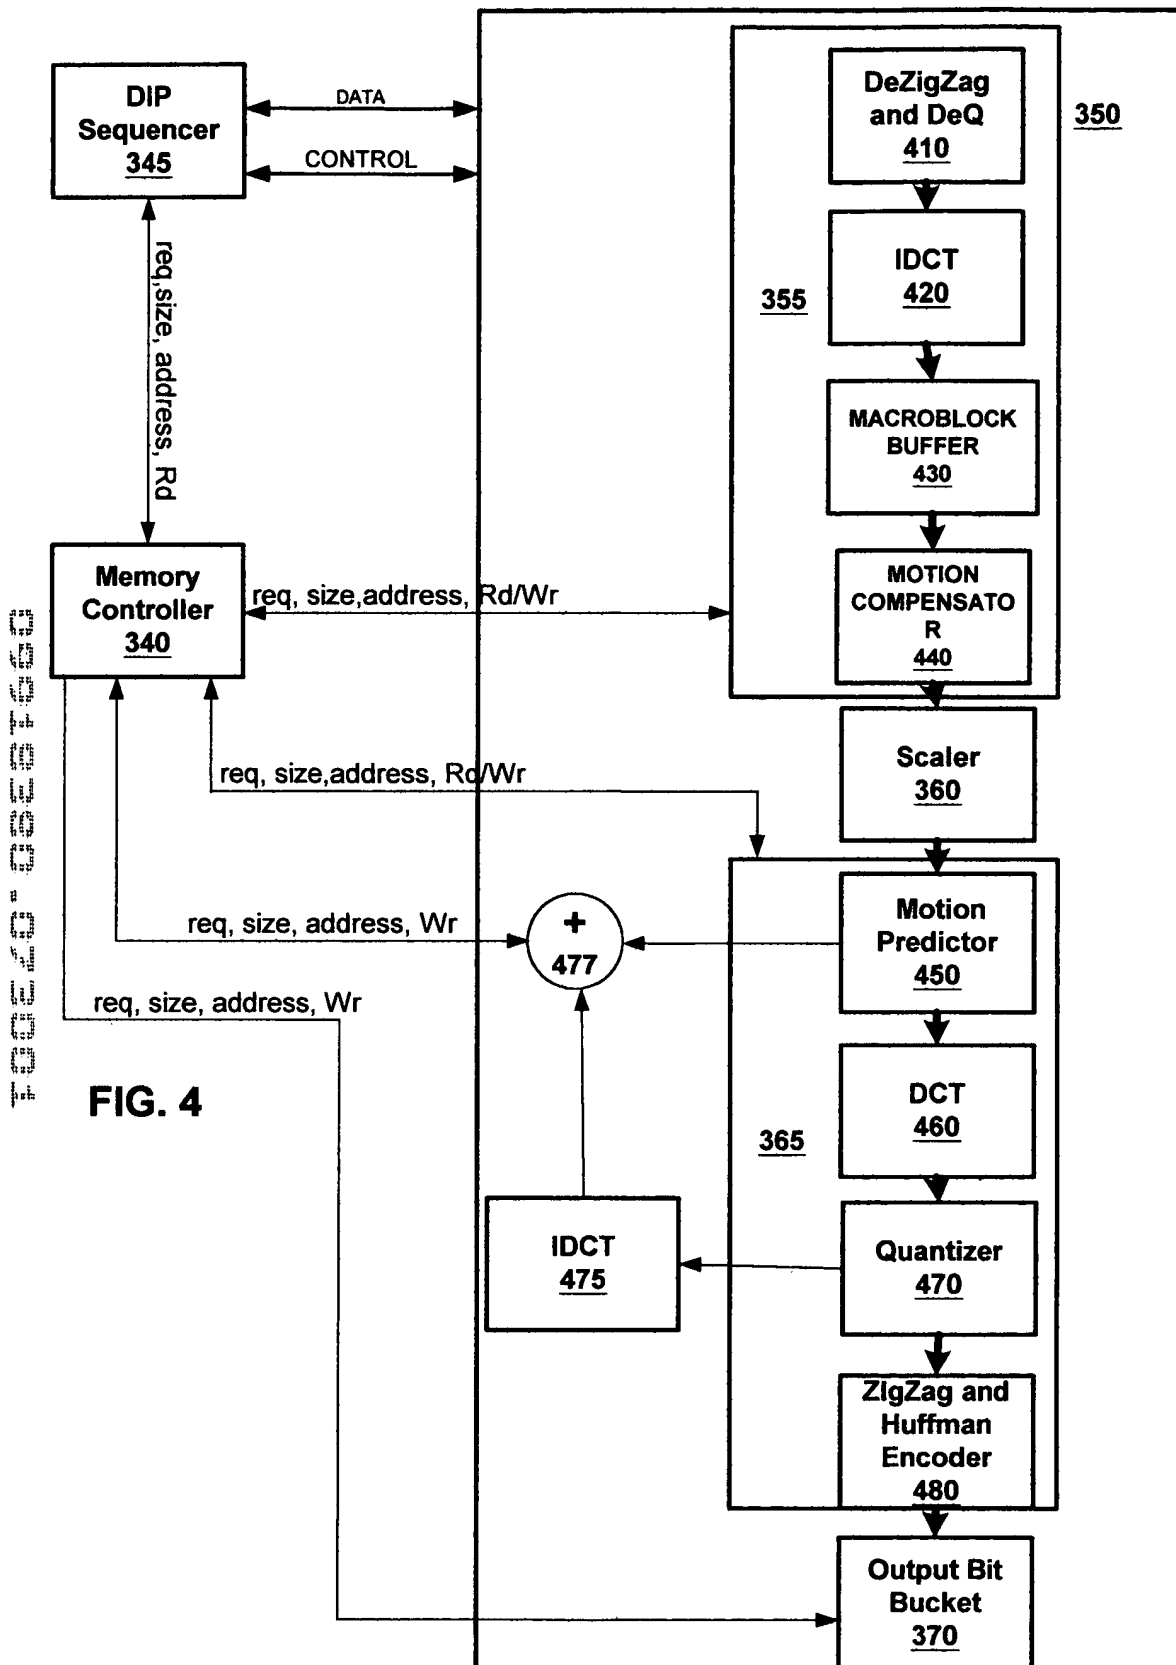 DIP
Sequencer
345
DATA
CONTROL
req,size, address, Rd
Memory
Controller
340
req, size,address, Rd/Wr
req, size,address, Rd/Wr
req, size, address, Wr
req, size, address, Wr
FIG. 4
350
355
DeZigZag
and DeQ
410
IDCT
420
MACROBLOCK
BUFFER
430
MOTION
COMPENSATO
R
440
Scaler
360
Motion
Predictor
450
+
477
DCT
460
365
IDCT
475
Quantizer
470
ZigZag and
Huffman
Encoder
480
Output Bit
Bucket
370